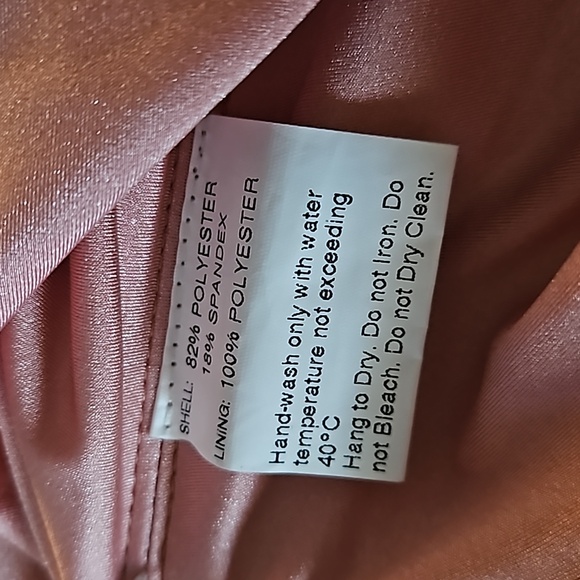 SHELL: 82% POLYESTER
18% SPANDEX
LINING: 100% POLYESTER
Hand-wash only with water
temperature not exceeding
40°C
Hang to Dry. Do not Iron. Do
not Bleach. Do not Dry Clean.